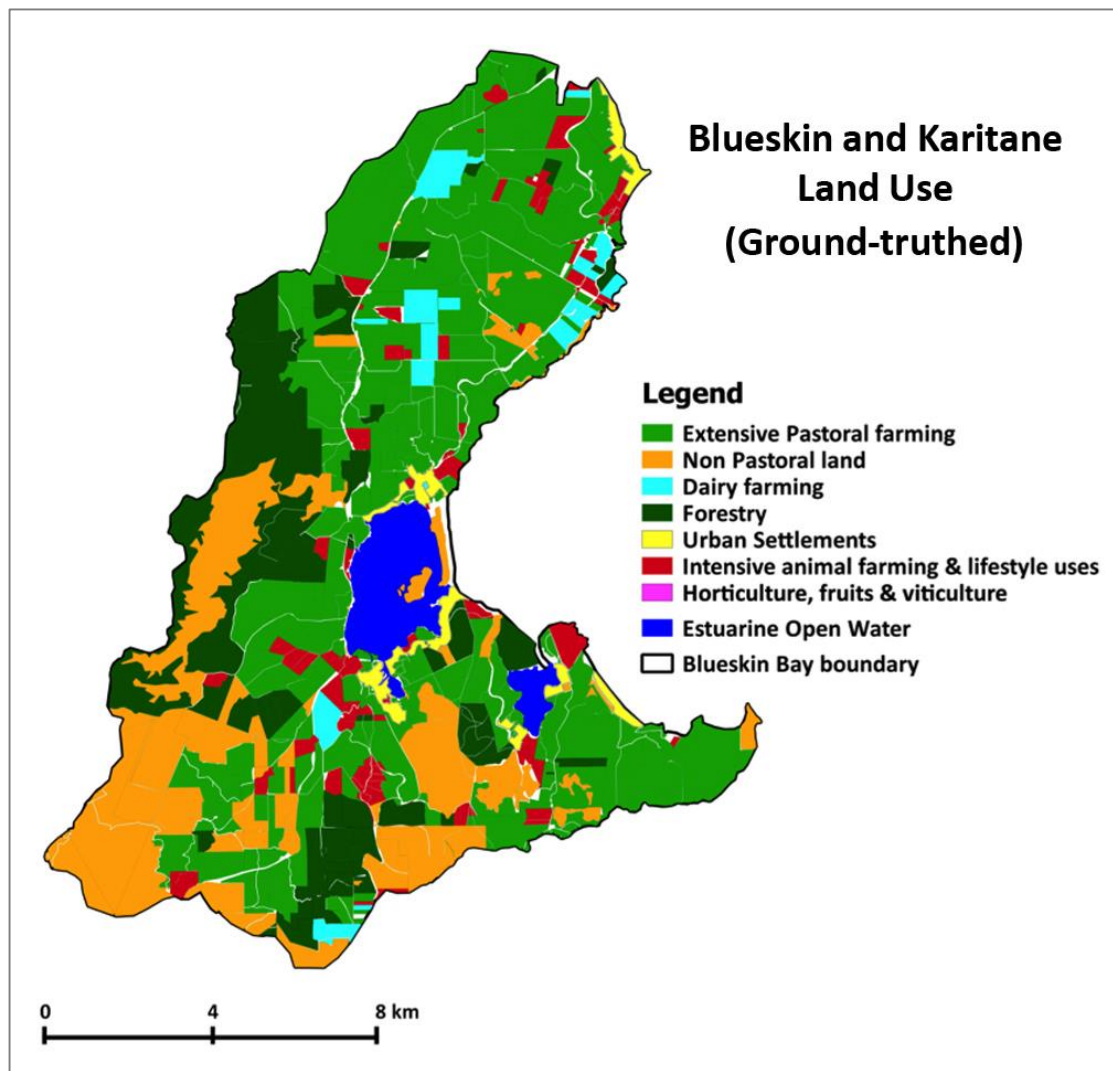 Blueskin and Karitane
Land Use
(Ground-truthed)
Legend
Extensive Pastoral farming
Non Pastoral land
Dairy farming
Forestry
Urban Settlements
Intensive animal farming & lifestyle uses
Horticulture, fruits & viticulture
Estuarine Open Water
Blueskin Bay boundary
0 4 8 km